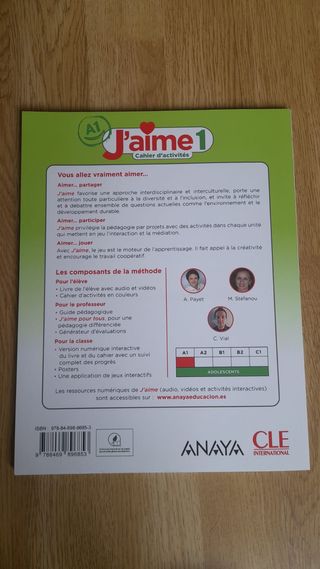 A1
J'aime 1
Cahier d'activités
Vous allez vraiment aimer...
Aimer... partager
J'aime favorise une approche interdisciplinaire et interculturelle, porte une
attention toute particulière à la diversité et à l'inclusion, et invite à réfléchir
et à débattre ensemble de questions actuelles comme l'environnement et le
développement durable.
Aimer... participer
J'aime privilégie la pédagogie par projets avec des activités dans chaque unité
qui mettent en jeu l'interaction et la médiation.
Aimer... jouer
Avec J'aime, le jeu est le moteur de l'apprentissage. Il fait appel à la créativité
et encourage le travail coopératif.
Les composants de la méthode
Pour l'élève
• Livre de l'élève avec audio et vidéos
• Cahier d'activités en couleurs
Pour le professeur
• Guide pédagogique
• J'aime pour tous, pour une
pédagogie différenciée
• Générateur d'évaluations
Pour la classe
• Version numérique interactive
du livre et du cahier avec un suivi
complet des progrès
• Posters
• Une application de jeux interactifs
A. Payet
M. Stefanou
C. Vial
A1 A2 B1 B2 C1
ADOLESCENTS
Les ressources numériques de J'aime (audio, vidéos et activités interactives)
sont accessibles sur : www.anayaeducacion.es
ANAYA
CLE
INTERNATIONAL